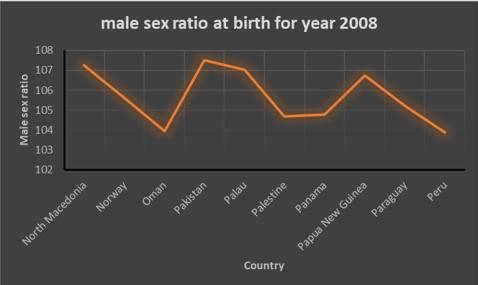 male sex ratio at birth for year 2008
Male sex ratio
108
107
106
105
104
103
102
North Macedonia
Norway
Oman
Pakistan
Palau
Palestine
Panama
Papua New Guinea
Paraguay
Peru
Country